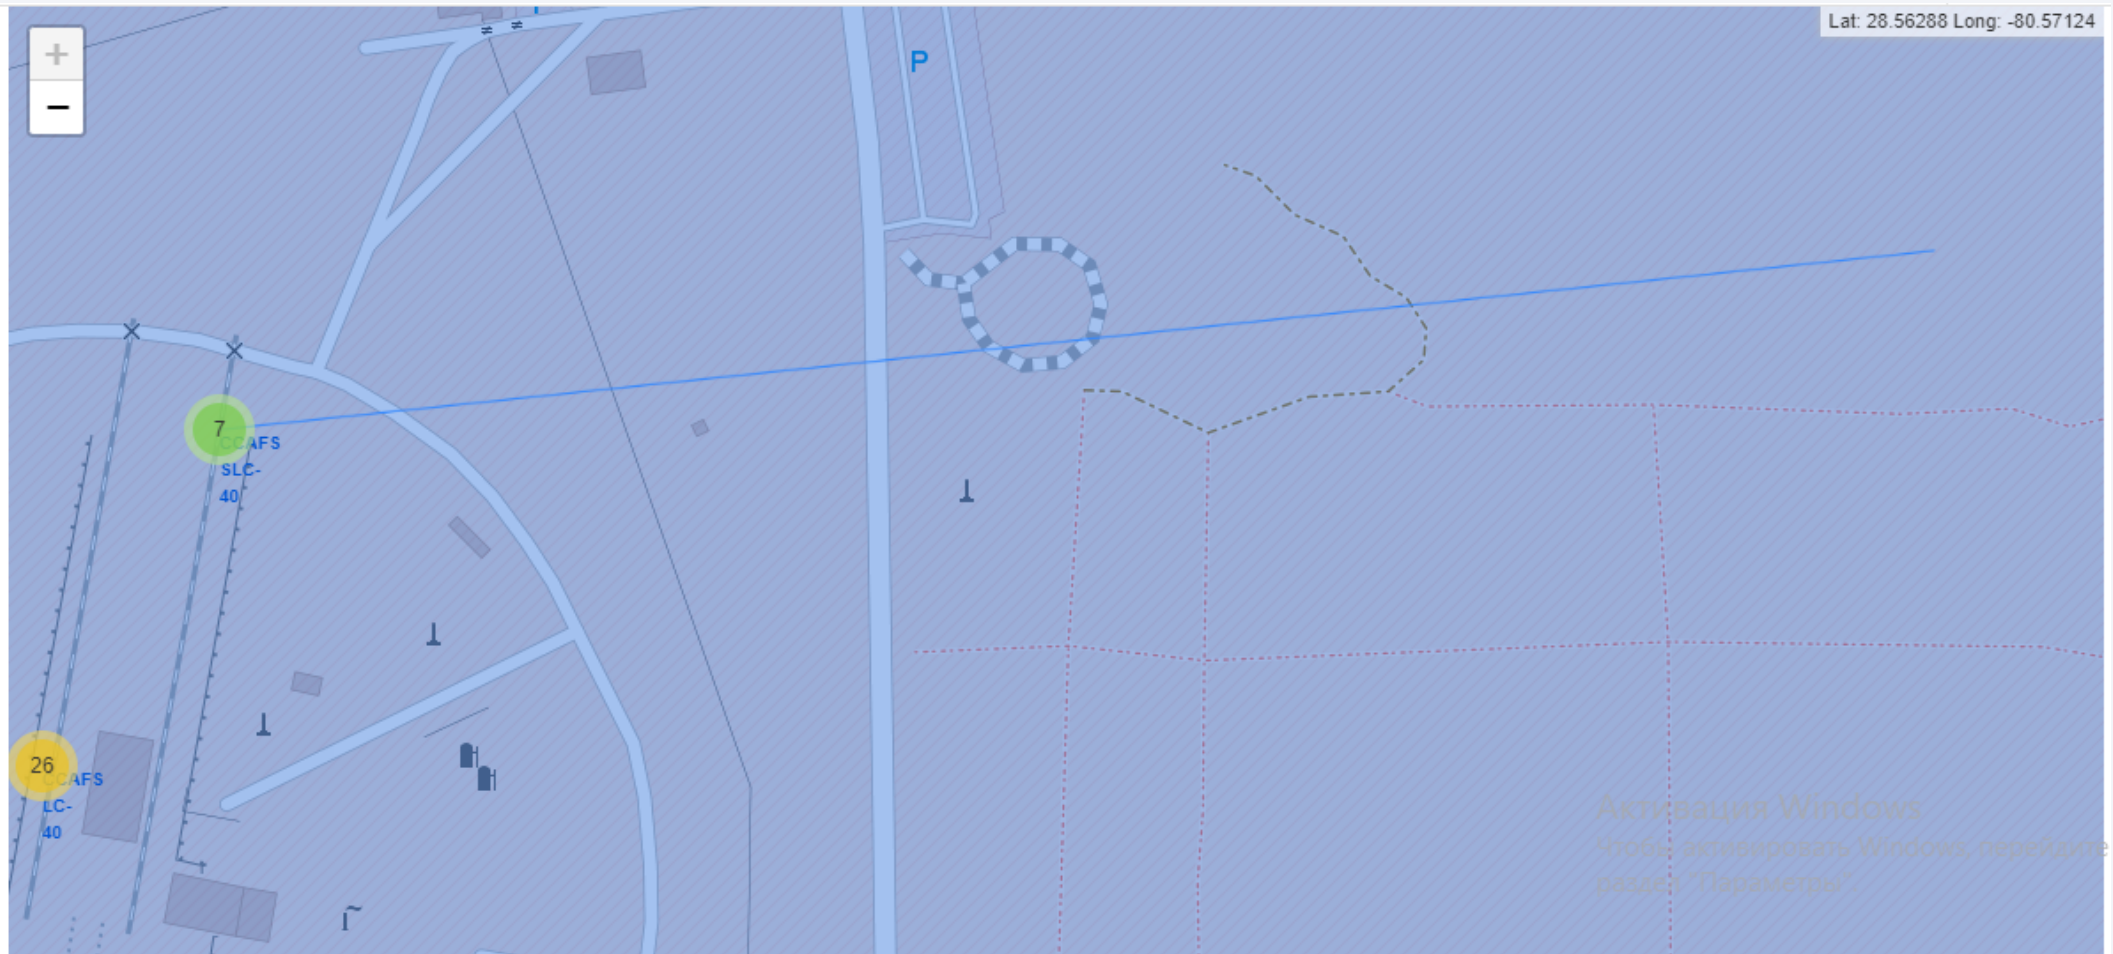 Lat: 28.56288 Long: -80.57124
+
−
P
7
CCAFS
SLC-
40
26
CCAFS
LC-
40
Активация Windows
Чтобы активировать Windows, перейдите
раздел "Параметры"